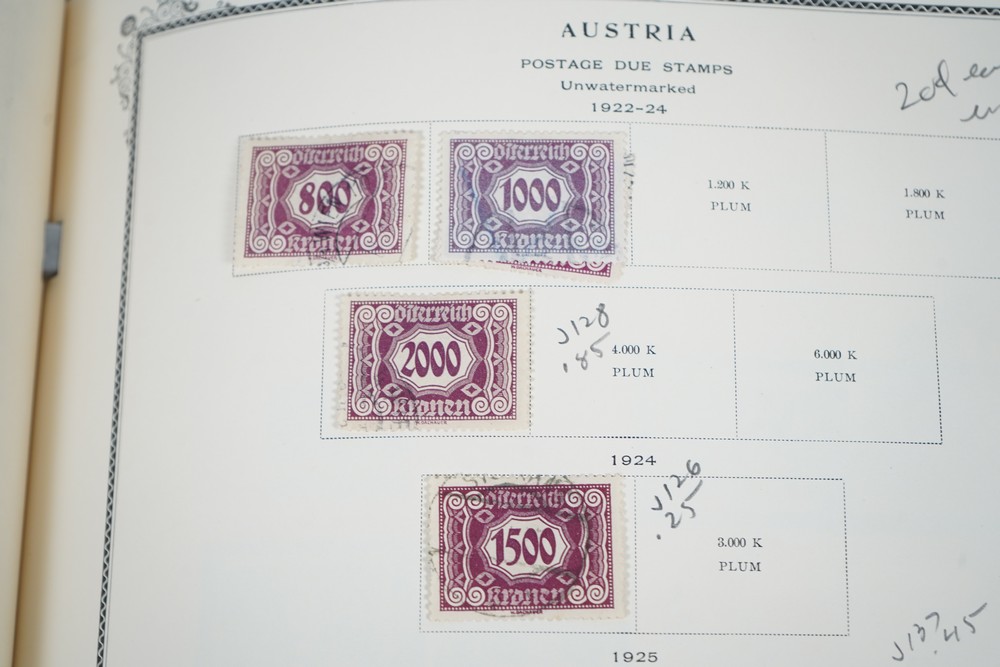 AUSTRIA
POSTAGE DUE STAMPS
Unwatermarked
1922-24
Österreich
800
Kronen
Österreich
1000
Kronen
1.200 K
PLUM
1.800 K
PLUM
Österreich
2000
Kronen
J128
.85
4.000 K
PLUM
6.000 K
PLUM
1924
Österreich
1500
Kronen
J126
.25
3.000 K
PLUM
J137
.45
1925